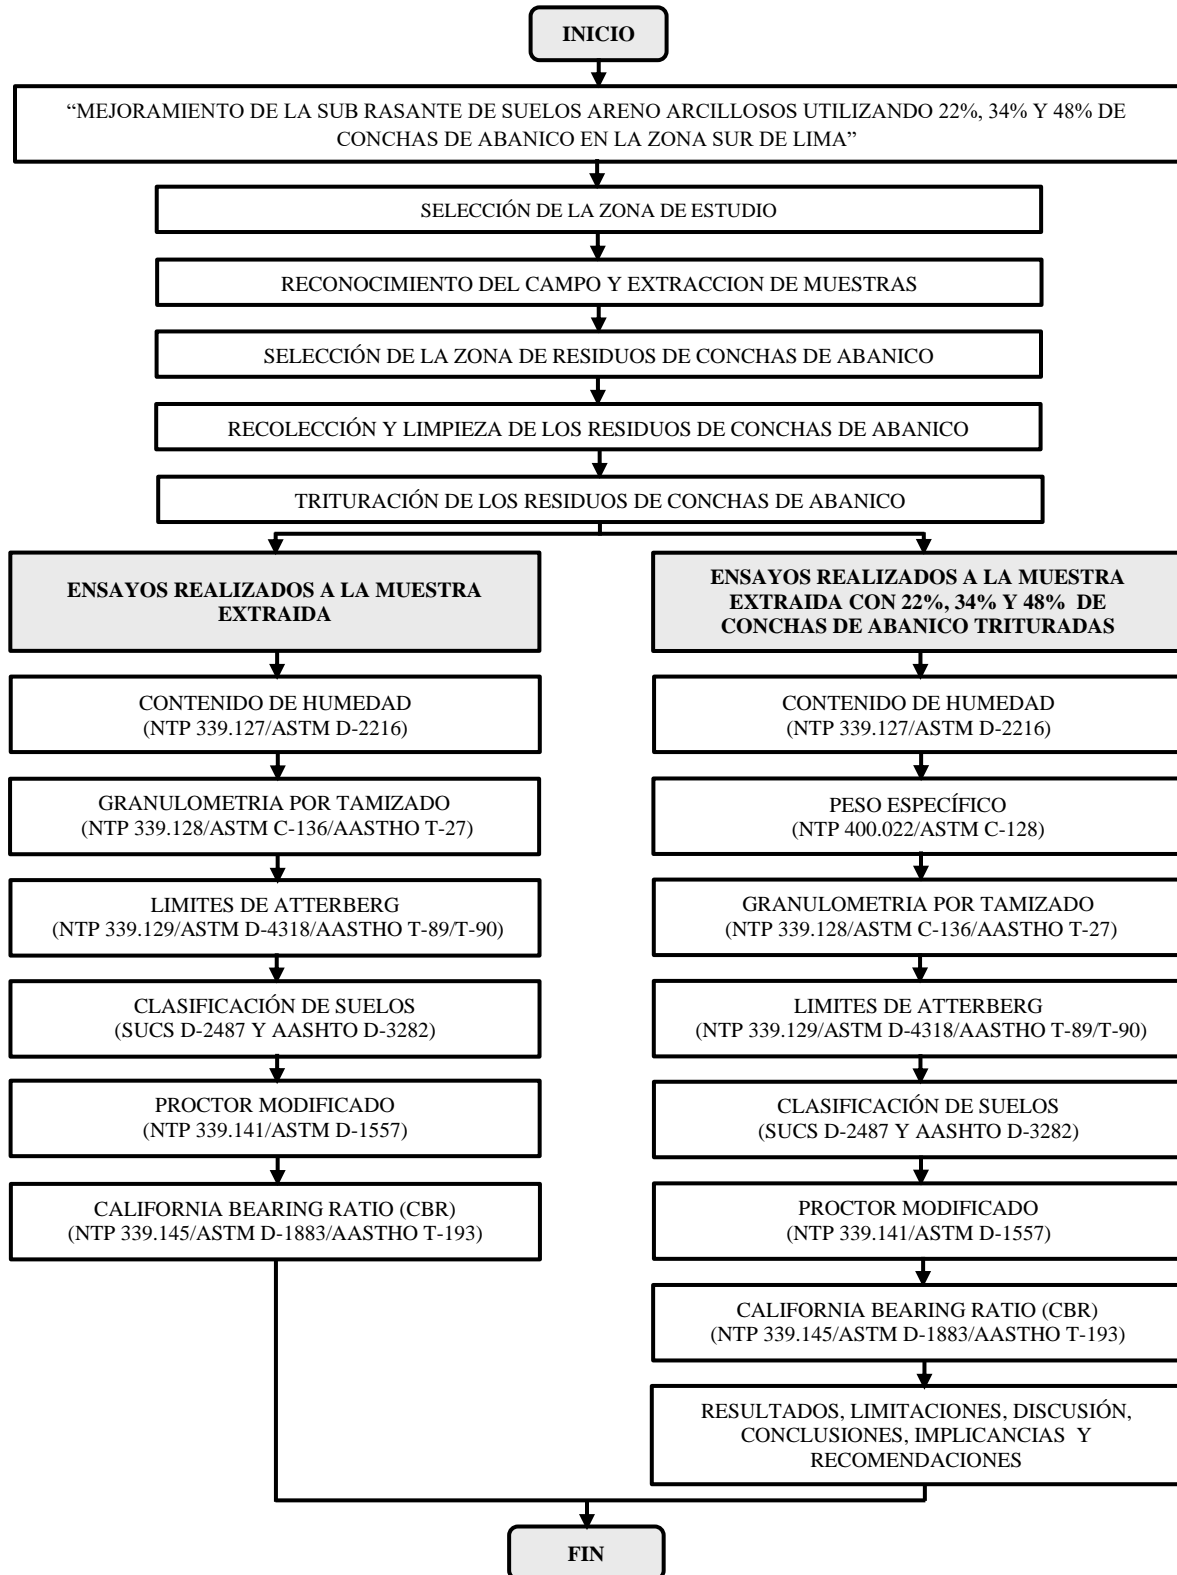 INICIO
“MEJORAMIENTO DE LA SUB RASANTE DE SUELOS ARENO ARCILLOSOS UTILIZANDO 22%, 34% Y 48% DE
CONCHAS DE ABANICO EN LA ZONA SUR DE LIMA”
SELECCIÓN DE LA ZONA DE ESTUDIO
RECONOCIMIENTO DEL CAMPO Y EXTRACCION DE MUESTRAS
SELECCIÓN DE LA ZONA DE RESIDUOS DE CONCHAS DE ABANICO
RECOLECCIÓN Y LIMPIEZA DE LOS RESIDUOS DE CONCHAS DE ABANICO
TRITURACIÓN DE LOS RESIDUOS DE CONCHAS DE ABANICO
ENSAYOS REALIZADOS A LA MUESTRA
EXTRAIDA
CONTENIDO DE HUMEDAD
(NTP 339.127/ASTM D-2216)
GRANULOMETRIA POR TAMIZADO
(NTP 339.128/ASTM C-136/AASTHO T-27)
LIMITES DE ATTERBERG
(NTP 339.129/ASTM D-4318/AASTHO T-89/T-90)
CLASIFICACIÓN DE SUELOS
(SUCS D-2487 Y AASHTO D-3282)
PROCTOR MODIFICADO
(NTP 339.141/ASTM D-1557)
CALIFORNIA BEARING RATIO (CBR)
(NTP 339.145/ASTM D-1883/AASTHO T-193)
ENSAYOS REALIZADOS A LA MUESTRA
EXTRAIDA CON 22%, 34% Y 48% DE
CONCHAS DE ABANICO TRITURADAS
CONTENIDO DE HUMEDAD
(NTP 339.127/ASTM D-2216)
PESO ESPECÍFICO
(NTP 400.022/ASTM C-128)
GRANULOMETRIA POR TAMIZADO
(NTP 339.128/ASTM C-136/AASTHO T-27)
LIMITES DE ATTERBERG
(NTP 339.129/ASTM D-4318/AASTHO T-89/T-90)
CLASIFICACIÓN DE SUELOS
(SUCS D-2487 Y AASHTO D-3282)
PROCTOR MODIFICADO
(NTP 339.141/ASTM D-1557)
CALIFORNIA BEARING RATIO (CBR)
(NTP 339.145/ASTM D-1883/AASTHO T-193)
RESULTADOS, LIMITACIONES, DISCUSIÓN,
CONCLUSIONES, IMPLICANCIAS Y
RECOMENDACIONES
FIN